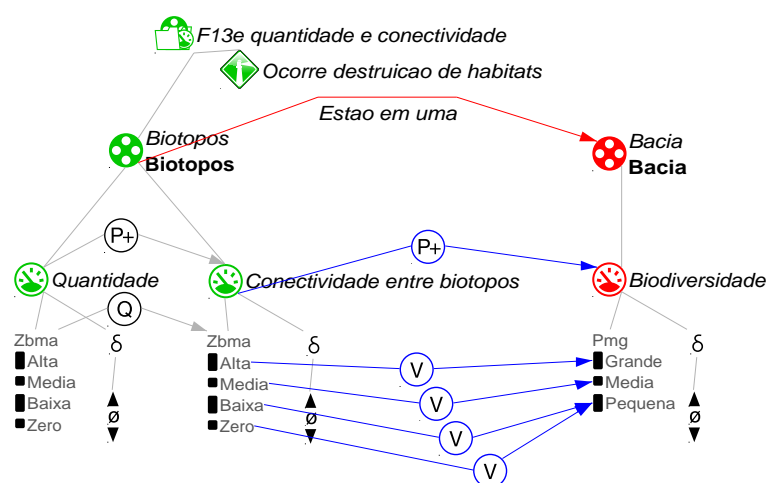 F13e quantidade e conectividade
Ocorre destruicao de habitats
Estao em uma
Biotopos
Biotopos
Bacia
Bacia
P+
P+
Quantidade
Conectividade entre biotopos
Biodiversidade
Q
Zbma
δ
Zbma
δ
Pmg
δ
Alta
Alta
V
Grande
Media
Media
V
Media
Baixa
ø
Baixa
ø
V
Pequena
ø
Zero
Zero
V